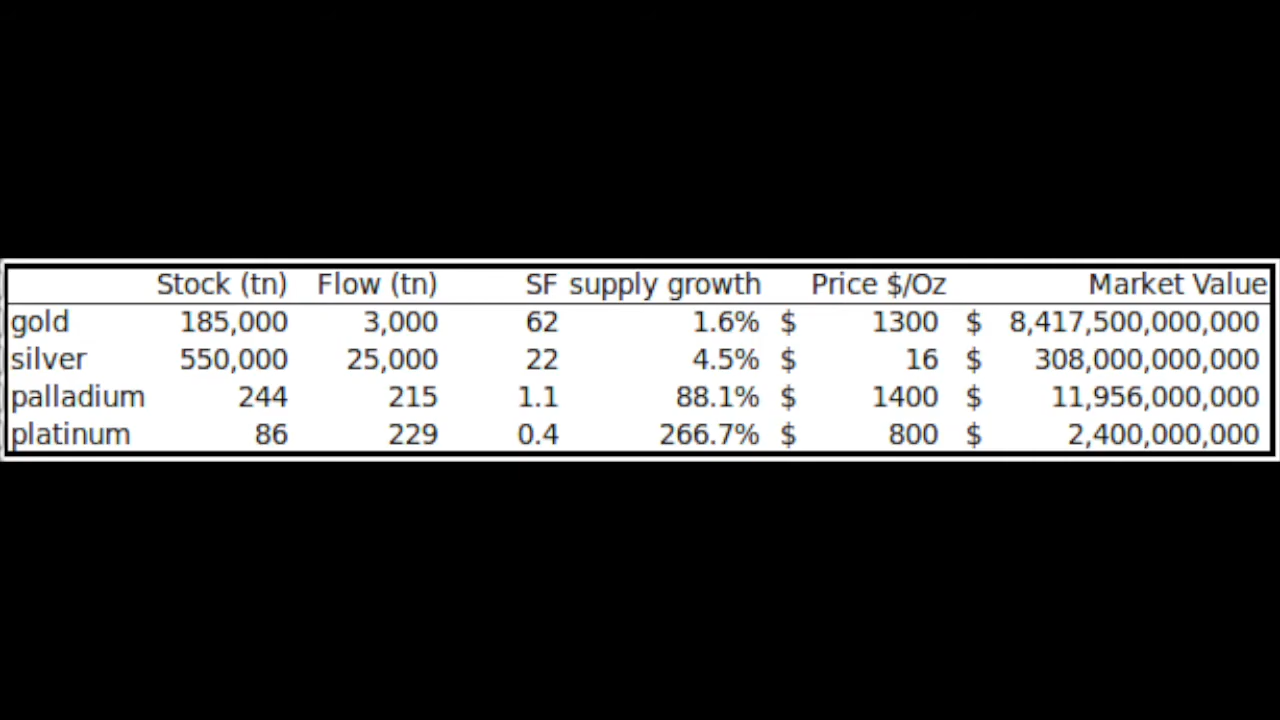 Stock (tn) Flow (tn) SF supply growth Price $/Oz Market Value
gold 185,000 3,000 62 1.6% $ 1300 $ 8,417,500,000,000
silver 550,000 25,000 22 4.5% $ 16 $ 308,000,000,000
palladium 244 215 1.1 88.1% $ 1400 $ 11,956,000,000
platinum 86 229 0.4 266.7% $ 800 $ 2,400,000,000